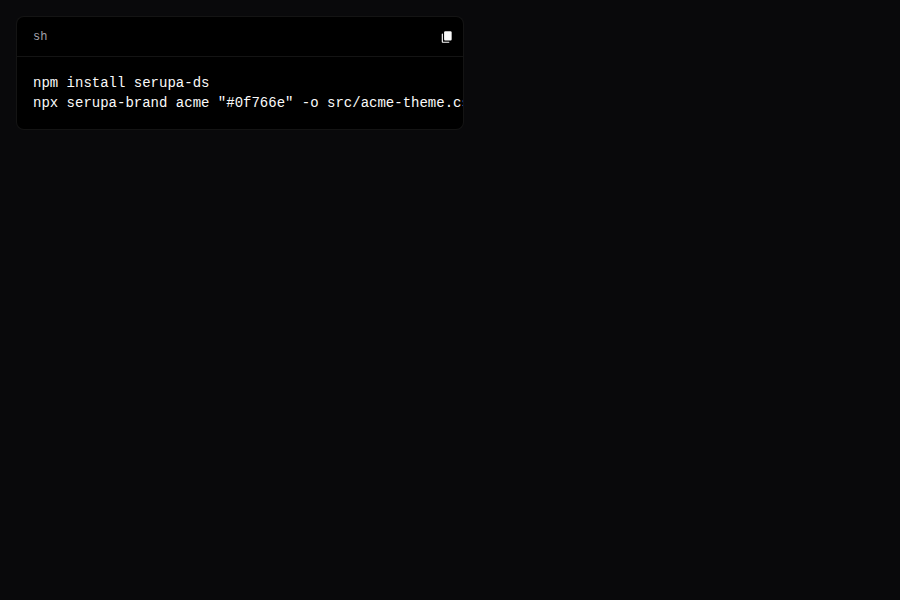 sh
npm install serupa-ds
npx serupa-brand acme "#0f766e" -o src/acme-theme.c